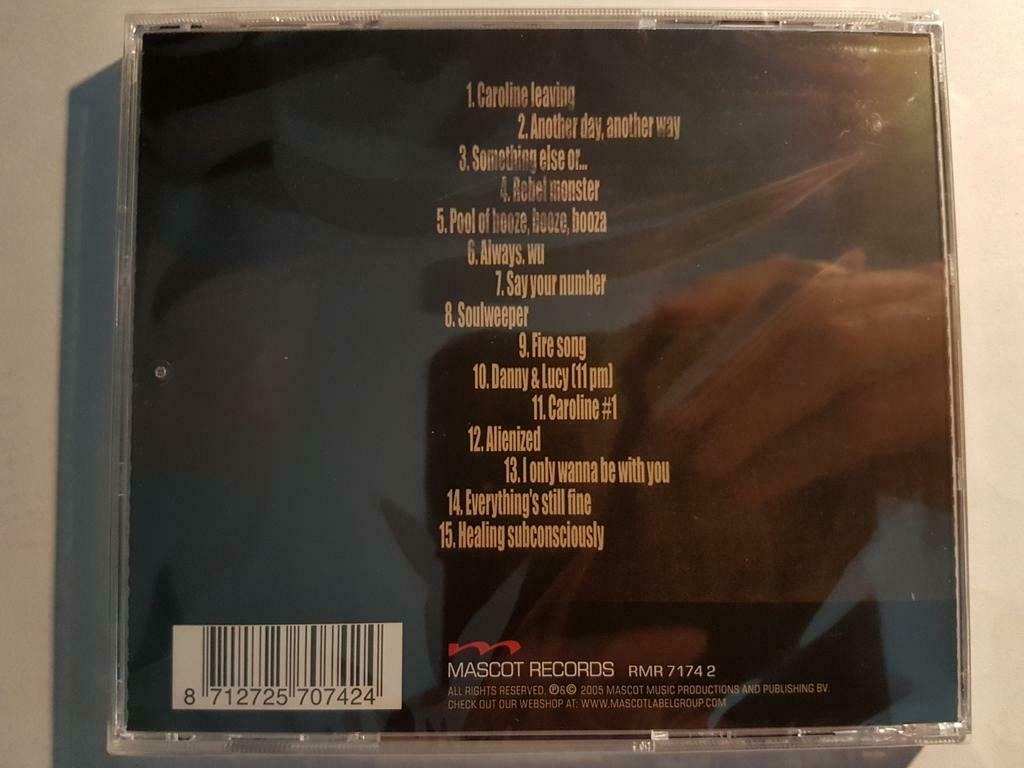 1. Caroline leaving
2. Another day, another way
3. Something else or...
4. Rebel monster
5. Pool of booze, booze, booza
6. Always. wu
7. Say your number
8. Soulweeper
9. Fire song
10. Danny & Lucy (11 pm)
11. Caroline #1
12. Alienized
13. I only wanna be with you
14. Everything's still fine
15. Healing subconsciously
m
MASCOT RECORDS RMR 7174 2
ALL RIGHTS RESERVED. ℗&© 2005 MASCOT MUSIC PRODUCTIONS AND PUBLISHING BV.
CHECK OUT OUR WEBSHOP AT: WWW.MASCOTLABELGROUP.COM
8 712725 707424